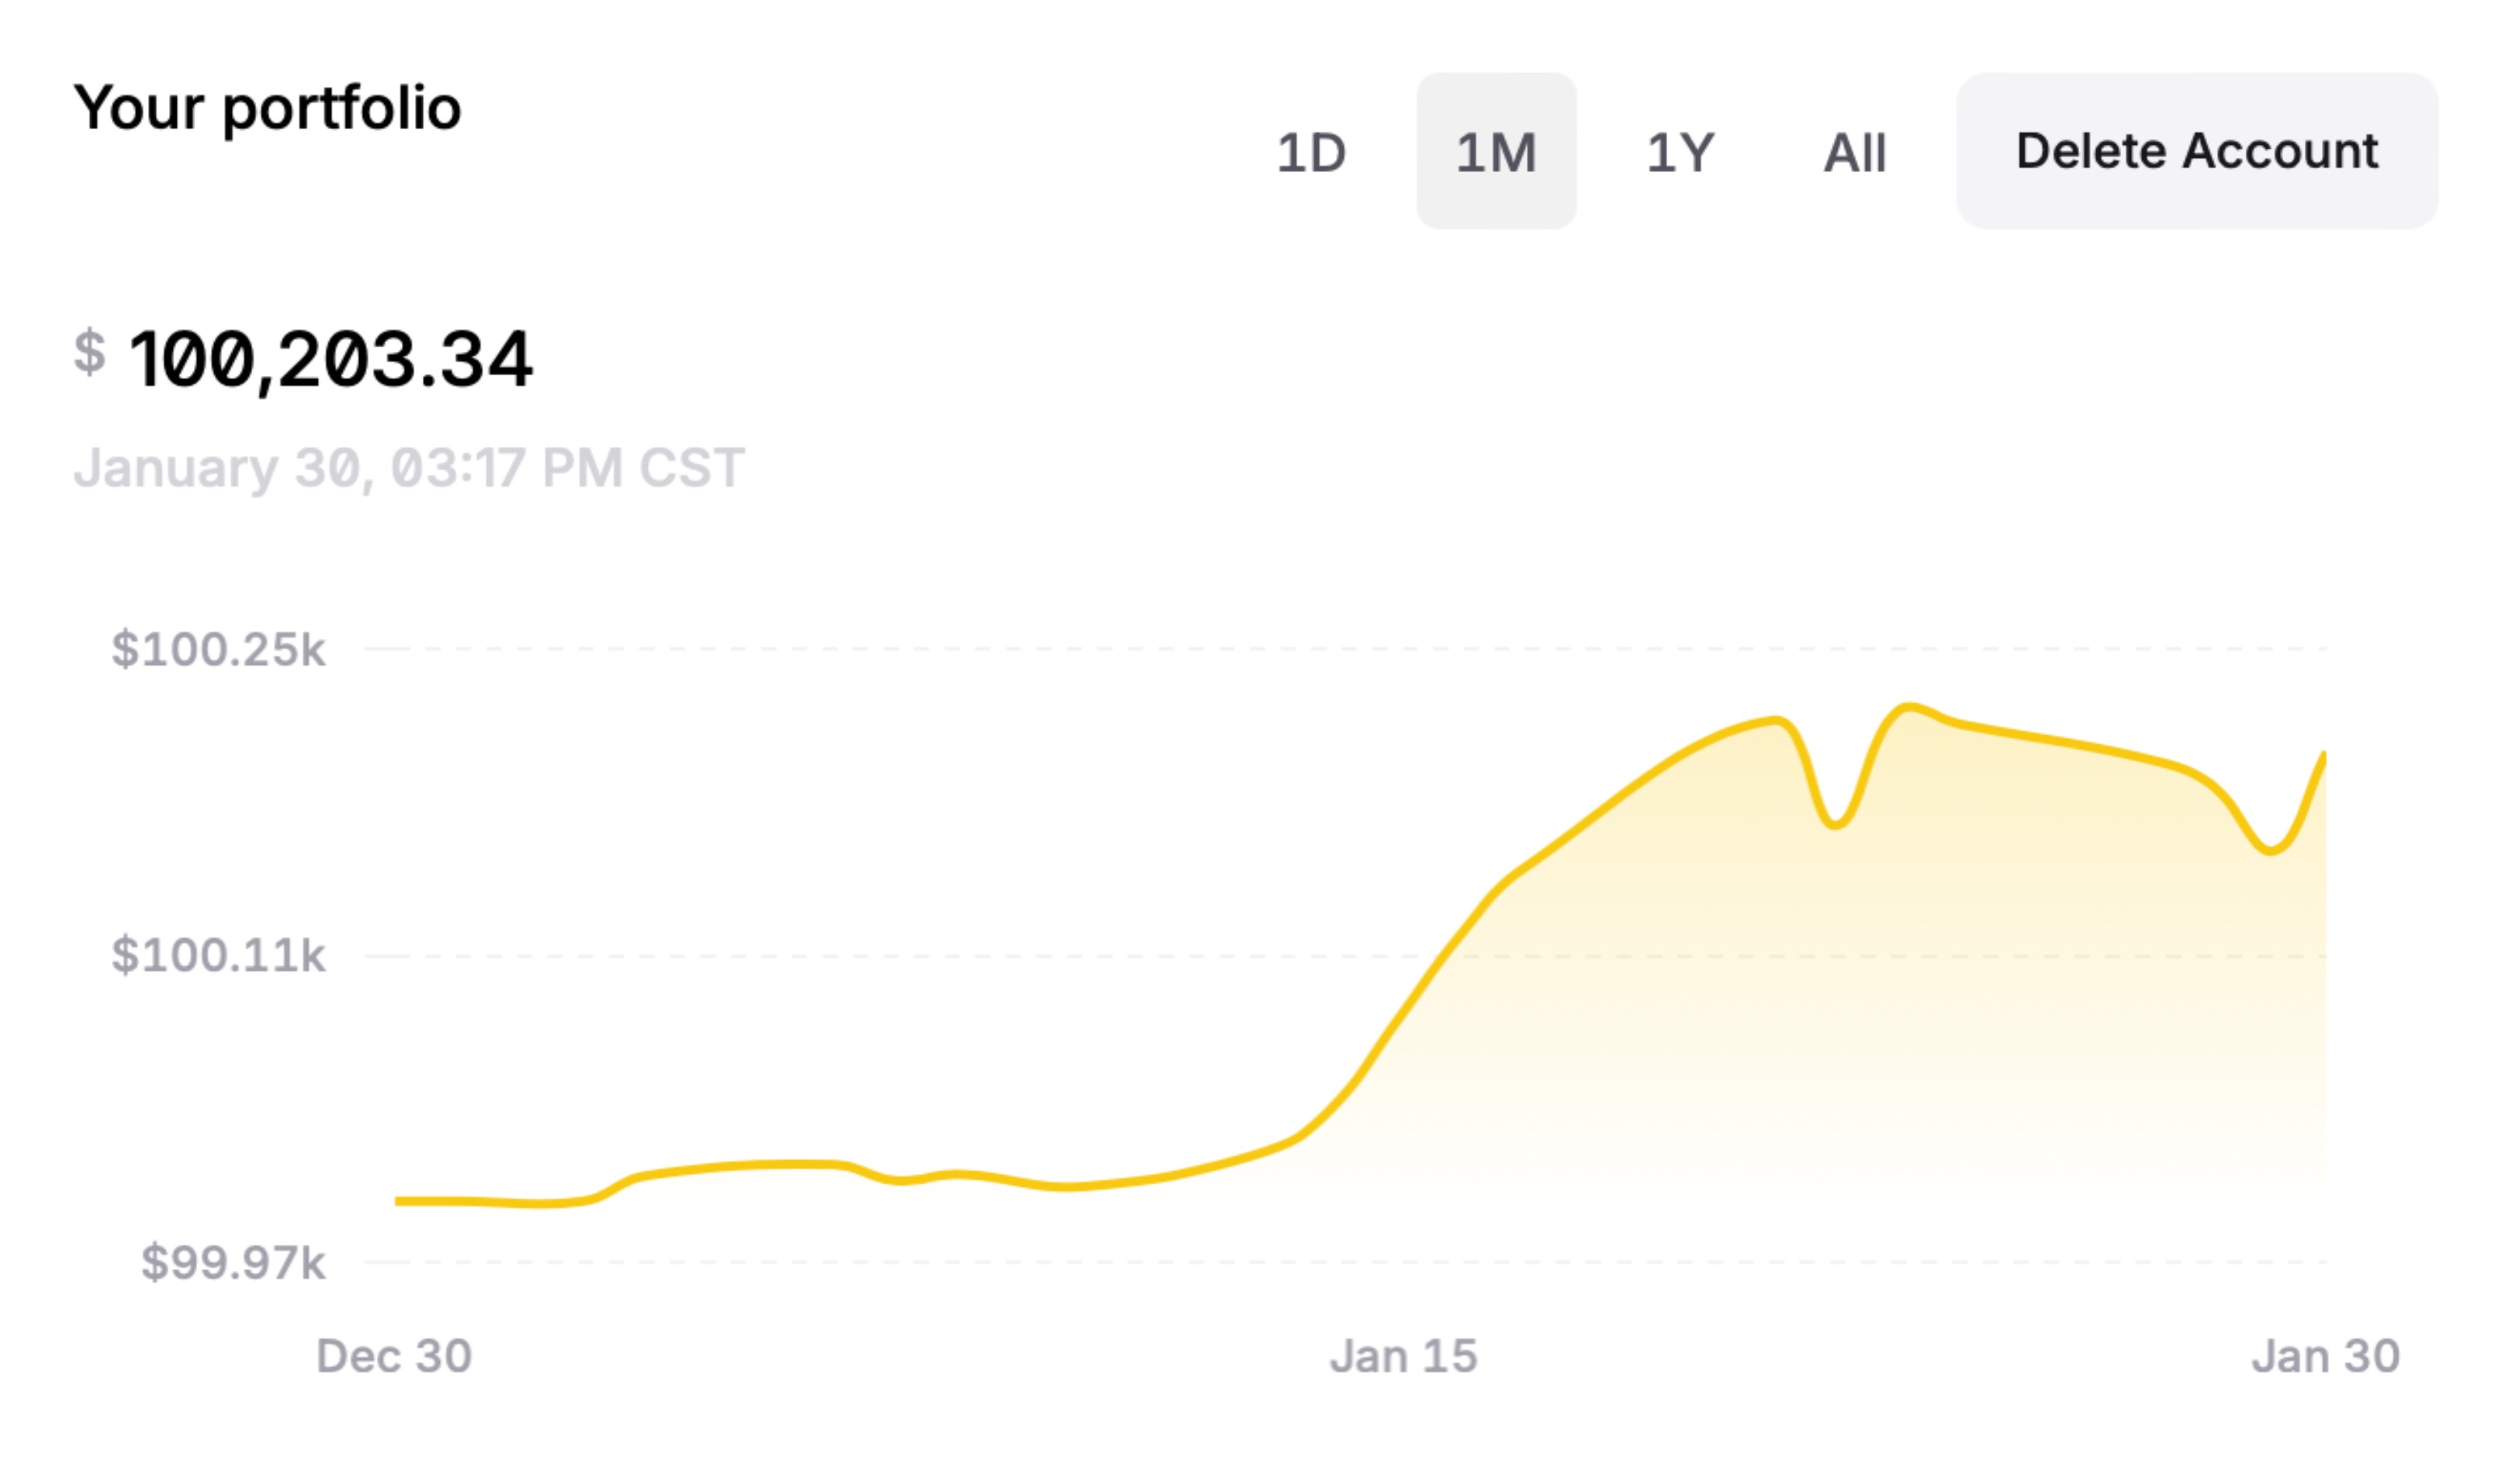 Your portfolio
1D 1M 1Y All Delete Account
$ 100,203.34
January 30, 03:17 PM CST
$100.25k
$100.11k
$99.97k
Dec 30 Jan 15 Jan 30